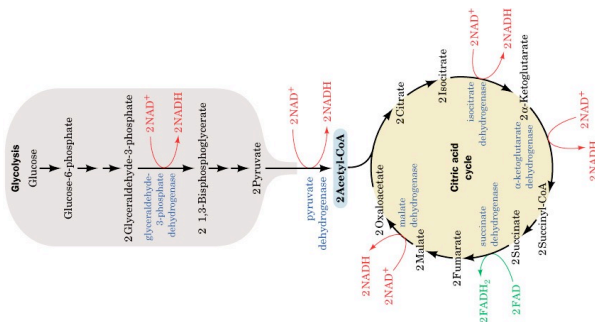 Glycolysis
Glucose
Glucose-6-phosphate
2 Glyceraldehyde-3-phosphate
glyceraldehyde-
3-phosphate
dehydrogenase
2NAD⁺
2NADH
2 1,3-Bisphosphoglycerate
2 Pyruvate
pyruvate
dehydrogenase
2NAD⁺
2NADH
2 Acetyl-CoA
Citric acid
cycle
2 Oxaloacetate
2 Citrate
2 Isocitrate
isocitrate
dehydrogenase
2NAD⁺
2NADH
2 α-Ketoglutarate
α-ketoglutarate
dehydrogenase
2NAD⁺
2NADH
2 Succinyl-CoA
2 Succinate
succinate
dehydrogenase
2FAD
2FADH₂
2 Fumarate
2 Malate
malate
dehydrogenase
2NAD⁺
2NADH